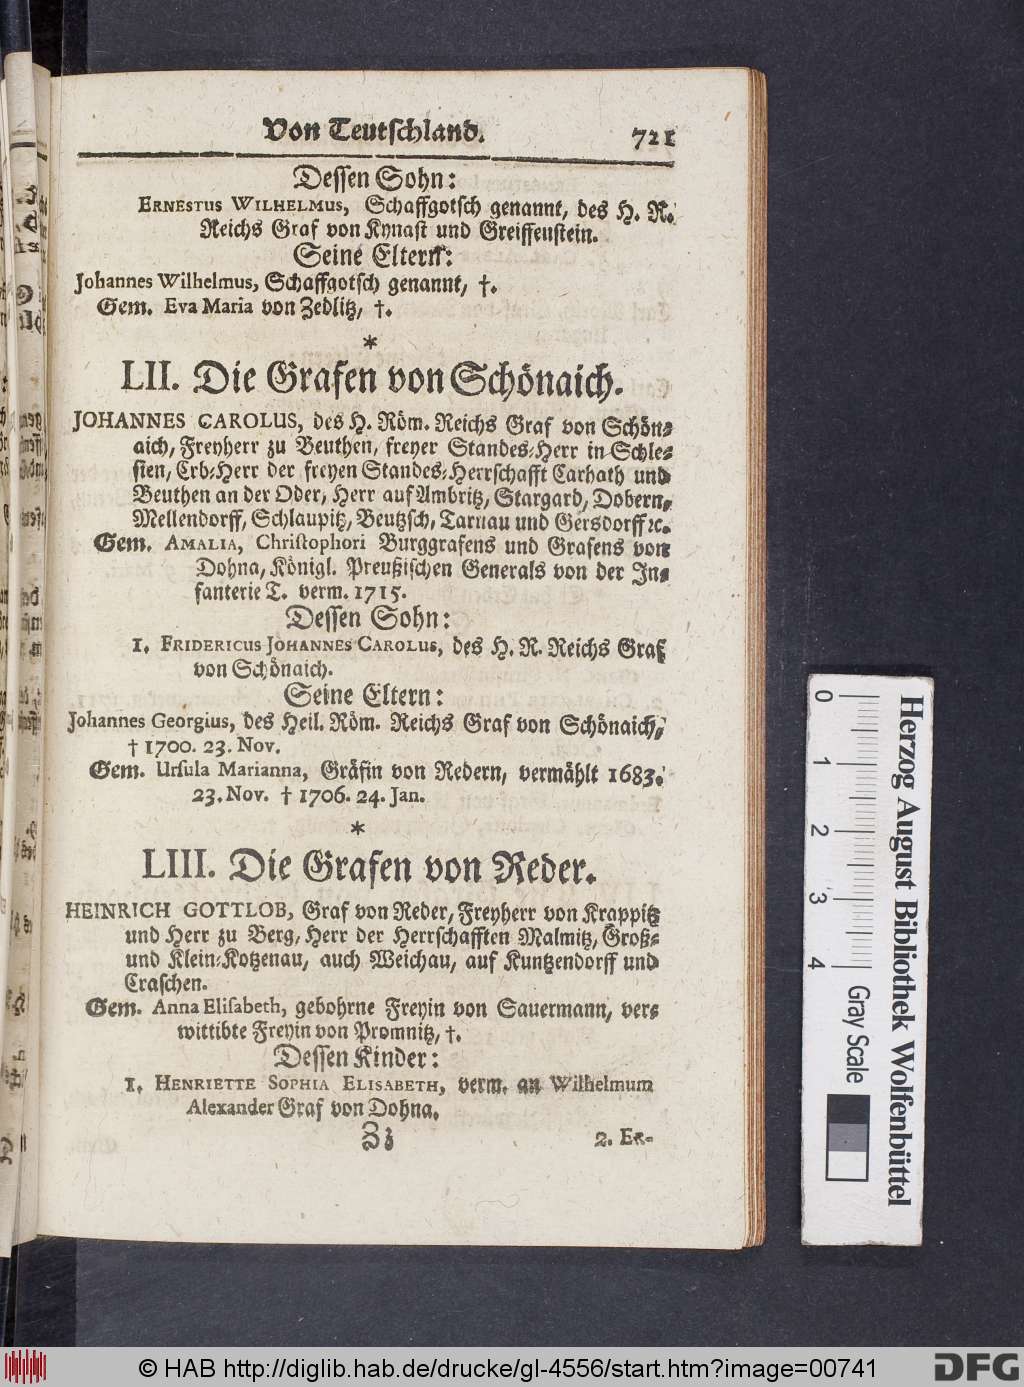 Von Teutschland. 721
Dessen Sohn:
ERNESTUS WILHELMUS, Schaffgotsch genannt, des H. R.
Reichs Graf von Kynast und Greiffenstein.
Seine Eltern:
Johannes Wilhelmus, Schaffgotsch genannt, †.
Gem. Eva Maria von Zedlitz, †.
*
LII. Die Grafen von Schönaich.
JOHANNES CAROLUS, des H. Röm. Reichs Graf von Schön-
aich, Freyherr zu Beuthen, freyer Standes-Herr in Schle-
sien, Erb-Herr der freyen Standes-Herrschafft Carhath und
Beuthen an der Oder, Herr auf Ambritz, Stargard, Dobern,
Mellendorff, Schlaupitz, Beutzsch, Tarnau und Gersdorff ꝛc.
Gem. AMALIA, Christophori Burggrafens und Grafens von
Dohna, Königl. Preußischen Generals von der In-
fanterie T. verm. 1715.
Dessen Sohn:
1. FRIDERICUS JOHANNES CAROLUS, des H. R. Reichs Graf
von Schönaich.
Seine Eltern:
Johannes Georgius, des Heil. Röm. Reichs Graf von Schönaich,
† 1700. 23. Nov.
Gem. Ursula Marianna, Gräfin von Redern, vermählt 1683.
23. Nov. † 1706. 24. Jan.
*
LIII. Die Grafen von Reder.
HEINRICH GOTTLOB, Graf von Reder, Freyherr von Krappitz
und Herr zu Berg, Herr der Herrschafften Malmitz, Groß-
und Klein-Kotzenau, auch Weichau, auf Kuntzendorff und
Craschen.
Gem. Anna Elisabeth, gebohrne Freyin von Sauermann, ver-
wittibte Freyin von Promnitz, †.
Dessen Kinder:
1. HENRIETTE SOPHIA ELISABETH, verm. an Wilhelmum
Alexander Graf von Dohna.
Zz 2. ER-
0 1 2 3 4
Herzog August Bibliothek Wolfenbüttel
Gray Scale
© HAB http://diglib.hab.de/drucke/gl-4556/start.htm?image=00741
DFG